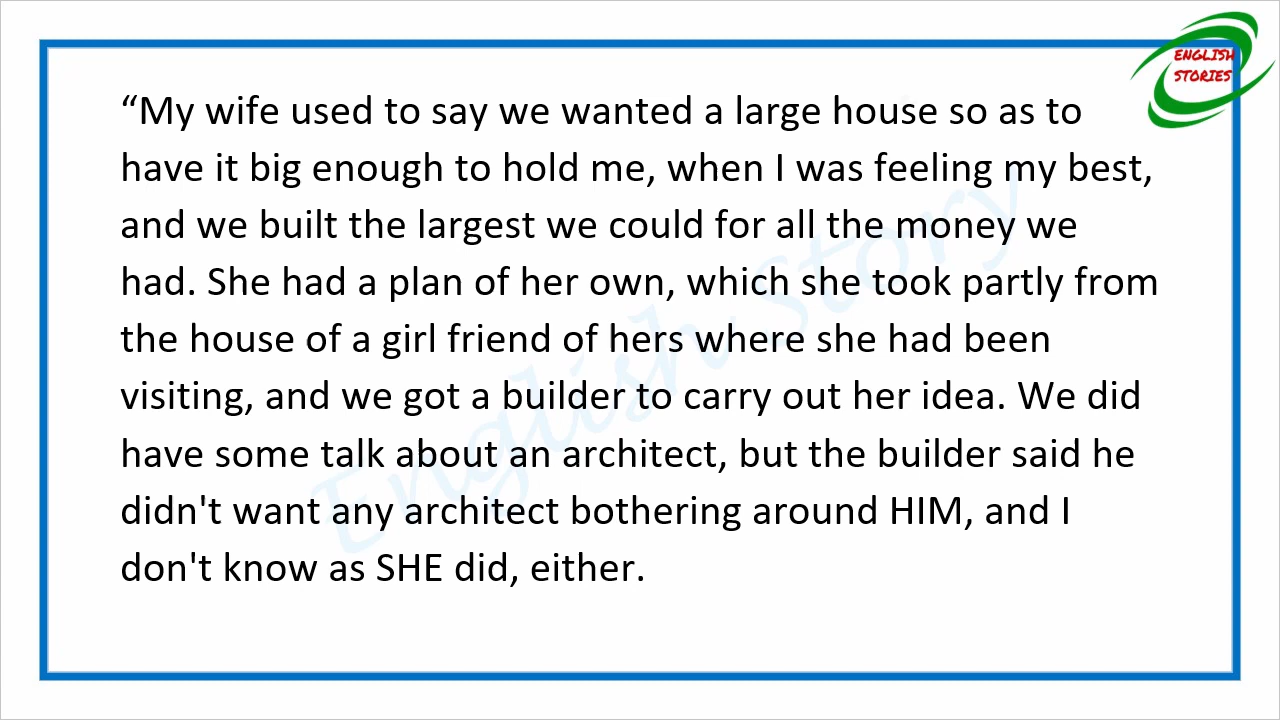 ENGLISH
STORIES
“My wife used to say we wanted a large house so as to
have it big enough to hold me, when I was feeling my best,
and we built the largest we could for all the money we
had. She had a plan of her own, which she took partly from
the house of a girl friend of hers where she had been
visiting, and we got a builder to carry out her idea. We did
have some talk about an architect, but the builder said he
didn't want any architect bothering around HIM, and I
don't know as SHE did, either.
English Story